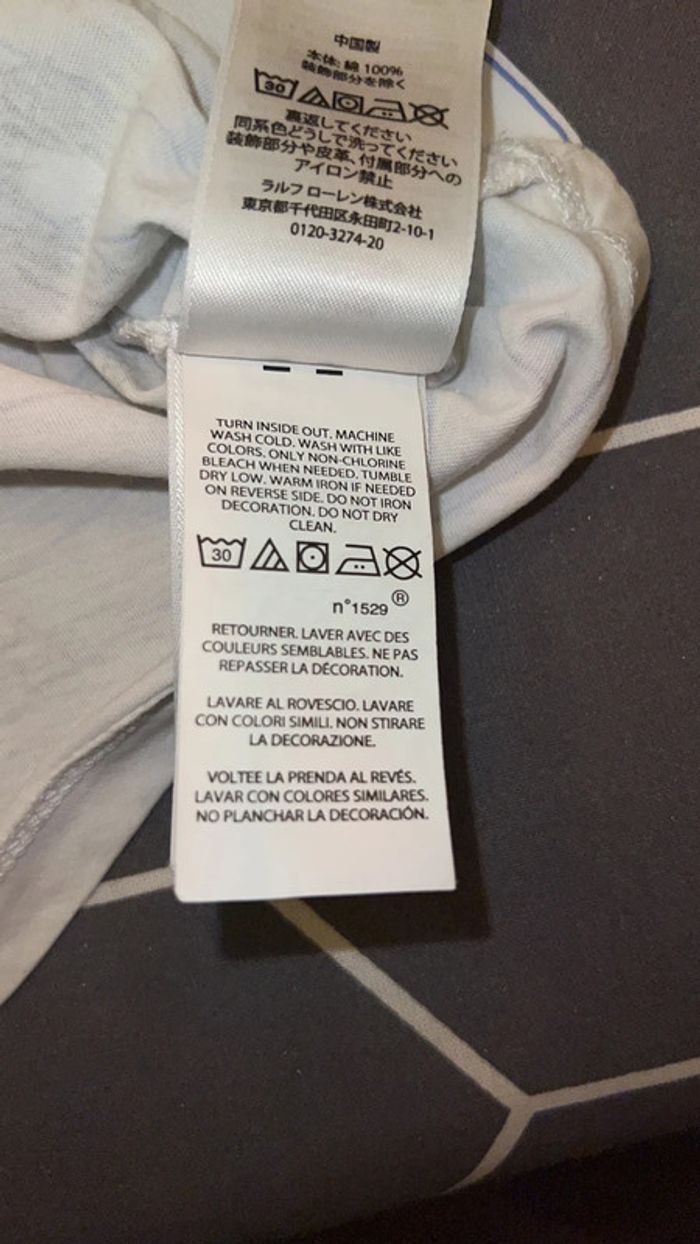 中国製
本体: 綿 100%
装飾部分を除く
30
裏返してください
同系色どうしで洗ってください
装飾部分や皮革、付属部分への
アイロン禁止
ラルフ ローレン株式会社
東京都千代田区永田町2-10-1
0120-3274-20
TURN INSIDE OUT. MACHINE
WASH COLD. WASH WITH LIKE
COLORS. ONLY NON-CHLORINE
BLEACH WHEN NEEDED. TUMBLE
DRY LOW. WARM IRON IF NEEDED
ON REVERSE SIDE. DO NOT IRON
DECORATION. DO NOT DRY
CLEAN.
30
n°1529 ®
RETOURNER. LAVER AVEC DES
COULEURS SEMBLABLES. NE PAS
REPASSER LA DÉCORATION.
LAVARE AL ROVESCIO. LAVARE
CON COLORI SIMILI. NON STIRARE
LA DECORAZIONE.
VOLTEE LA PRENDA AL REVÉS.
LAVAR CON COLORES SIMILARES.
NO PLANCHAR LA DECORACIÓN.